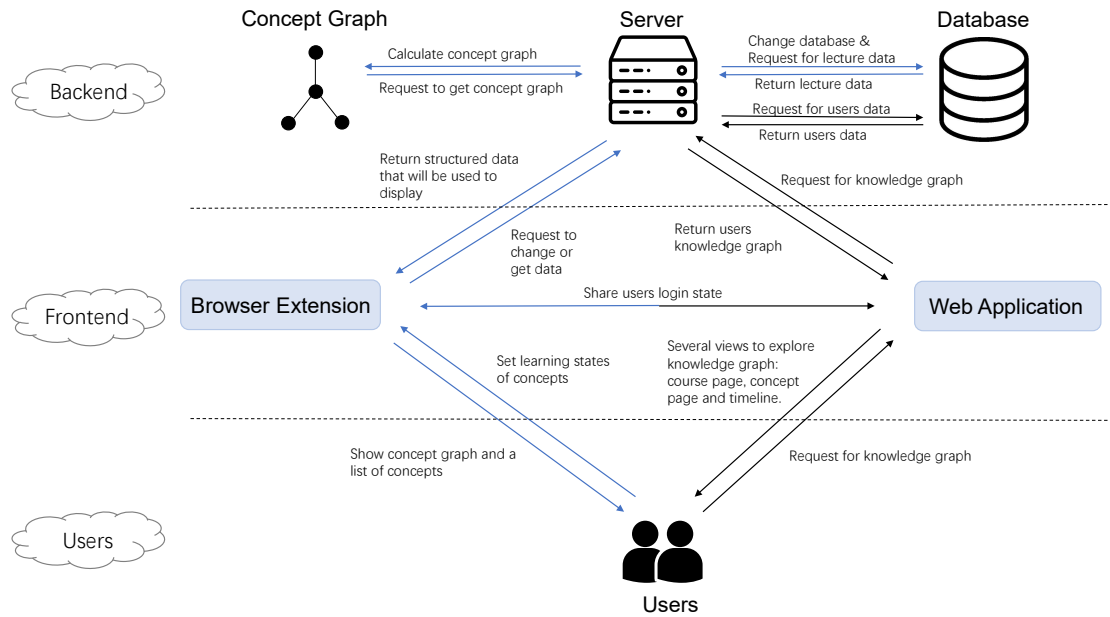 Concept Graph
Server
Database
Backend
Calculate concept graph
Request to get concept graph
Change database &
Request for lecture data
Return lecture data
Request for users data
Return users data
Return structured data
that will be used to
display
Request for knowledge graph
Request to
change or
get data
Return users
knowledge graph
Frontend
Browser Extension
Share users login state
Web Application
Set learning states
of concepts
Several views to explore
knowledge graph:
course page, concept
page and timeline.
Show concept graph and a
list of concepts
Request for knowledge graph
Users
Users